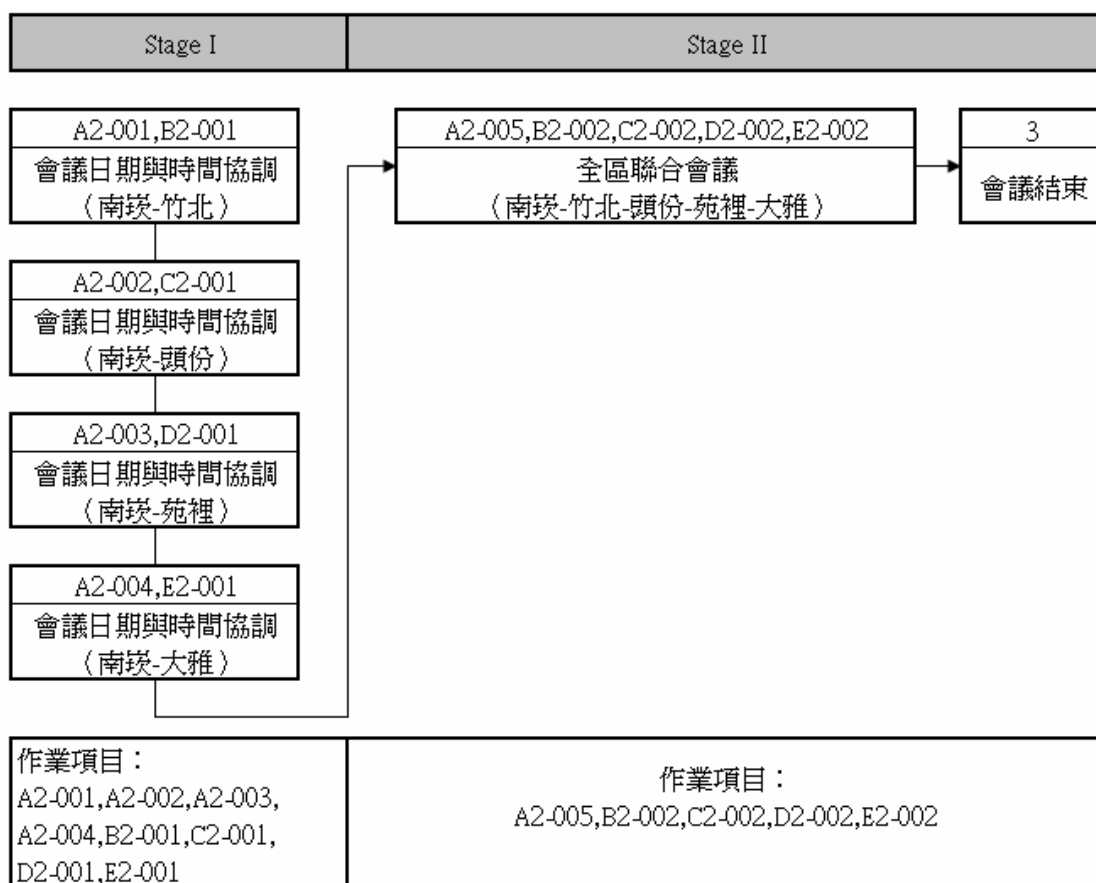 Stage I
Stage II
A2-001,B2-001
會議日期與時間協調
（南崁-竹北）
A2-002,C2-001
會議日期與時間協調
（南崁-頭份）
A2-003,D2-001
會議日期與時間協調
（南崁-苑裡）
A2-004,E2-001
會議日期與時間協調
（南崁-大雅）
A2-005,B2-002,C2-002,D2-002,E2-002
全區聯合會議
（南崁-竹北-頭份-苑裡-大雅）
3
會議結束
作業項目：
A2-001,A2-002,A2-003,
A2-004,B2-001,C2-001,
D2-001,E2-001
作業項目：
A2-005,B2-002,C2-002,D2-002,E2-002